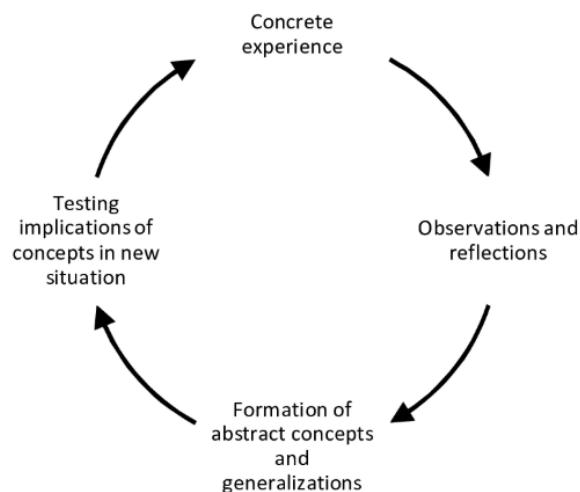 Concrete
experience
Observations and
reflections
Formation of
abstract concepts
and
generalizations
Testing
implications of
concepts in new
situation